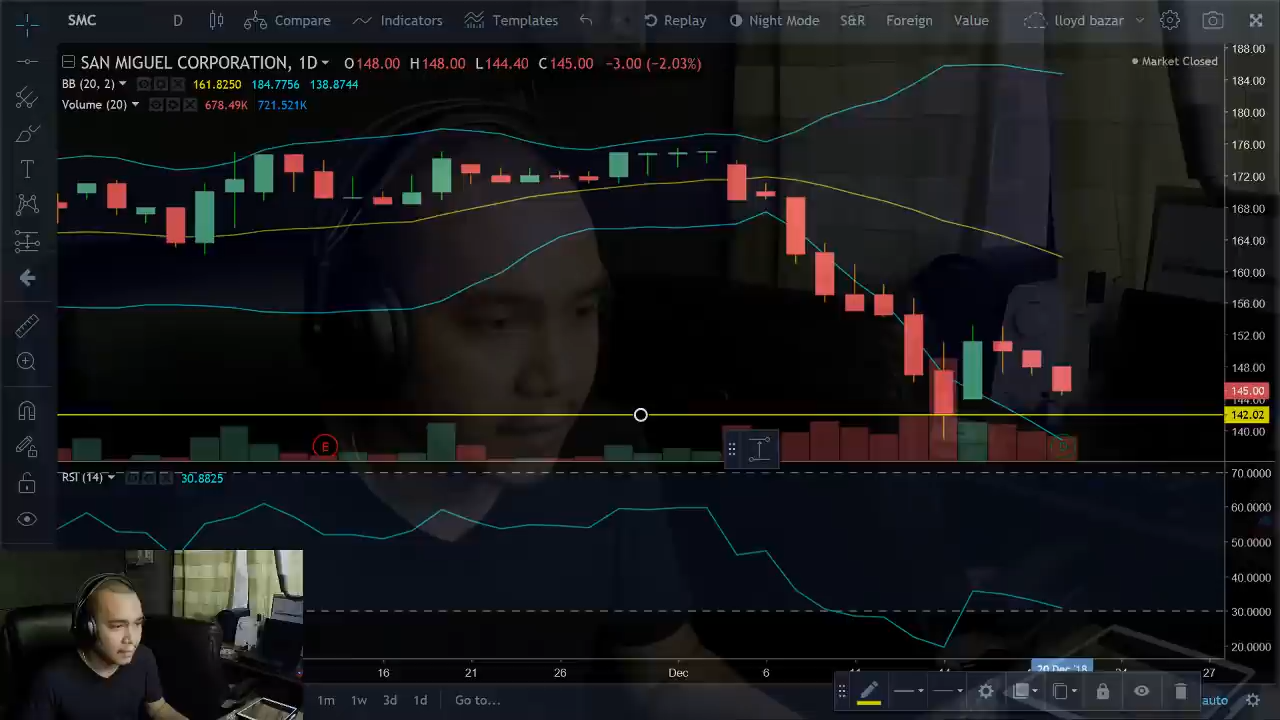 SMC D Compare Indicators Templates Replay Night Mode S&R Foreign Value lloyd bazar
SAN MIGUEL CORPORATION, 1D O148.00 H148.00 L144.40 C145.00 −3.00 (−2.03%)
Market Closed
BB (20, 2) 161.8250 184.7756 138.8744
Volume (20) 678.49K 721.521K
188.00
184.00
180.00
176.00
172.00
168.00
164.00
160.00
156.00
152.00
148.00
145.00
144.00
142.02
140.00
E
RSI (14) 30.8825
70.0000
60.0000
50.0000
40.0000
30.0000
20.0000
16 21 26 Dec 6 11 14 20 Dec '18 24 27
1m 1w 3d 1d Go to... auto